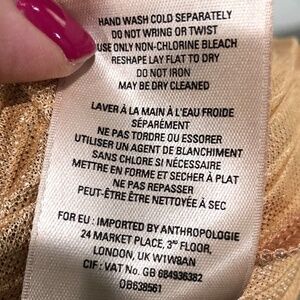 HAND WASH COLD SEPARATELY
DO NOT WRING OR TWIST
USE ONLY NON-CHLORINE BLEACH
RESHAPE LAY FLAT TO DRY
DO NOT IRON
MAY BE DRY CLEANED
LAVER À LA MAIN À L'EAU FROIDE
SÉPARÉMENT
NE PAS TORDRE OU ESSORER
UTILISER UN AGENT DE BLANCHIMENT
SANS CHLORE SI NÉCESSAIRE
METTRE EN FORME ET SECHER À PLAT
NE PAS REPASSER
PEUT-ÊTRE ÊTRE NETTOYÉE À SEC
FOR EU : IMPORTED BY ANTHROPOLOGIE
24 MARKET PLACE, 3RD FLOOR,
LONDON, UK W1W8AN
CIF : VAT No. GB 684936382
OB638561